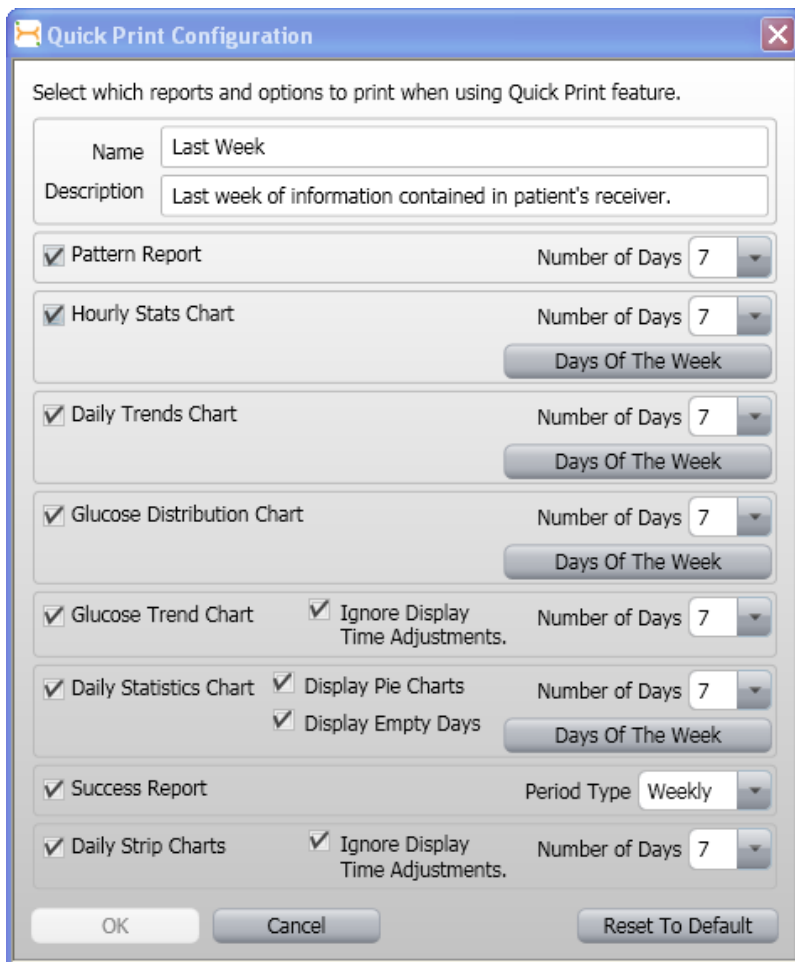 Quick Print Configuration
Select which reports and options to print when using Quick Print feature.
Name Last Week
Description Last week of information contained in patient's receiver.
Pattern Report Number of Days 7
Hourly Stats Chart Number of Days 7
Days Of The Week
Daily Trends Chart Number of Days 7
Days Of The Week
Glucose Distribution Chart Number of Days 7
Days Of The Week
Glucose Trend Chart Ignore Display Number of Days 7
Time Adjustments.
Daily Statistics Chart Display Pie Charts Number of Days 7
Display Empty Days Days Of The Week
Success Report Period Type Weekly
Daily Strip Charts Ignore Display Number of Days 7
Time Adjustments.
OK Cancel Reset To Default